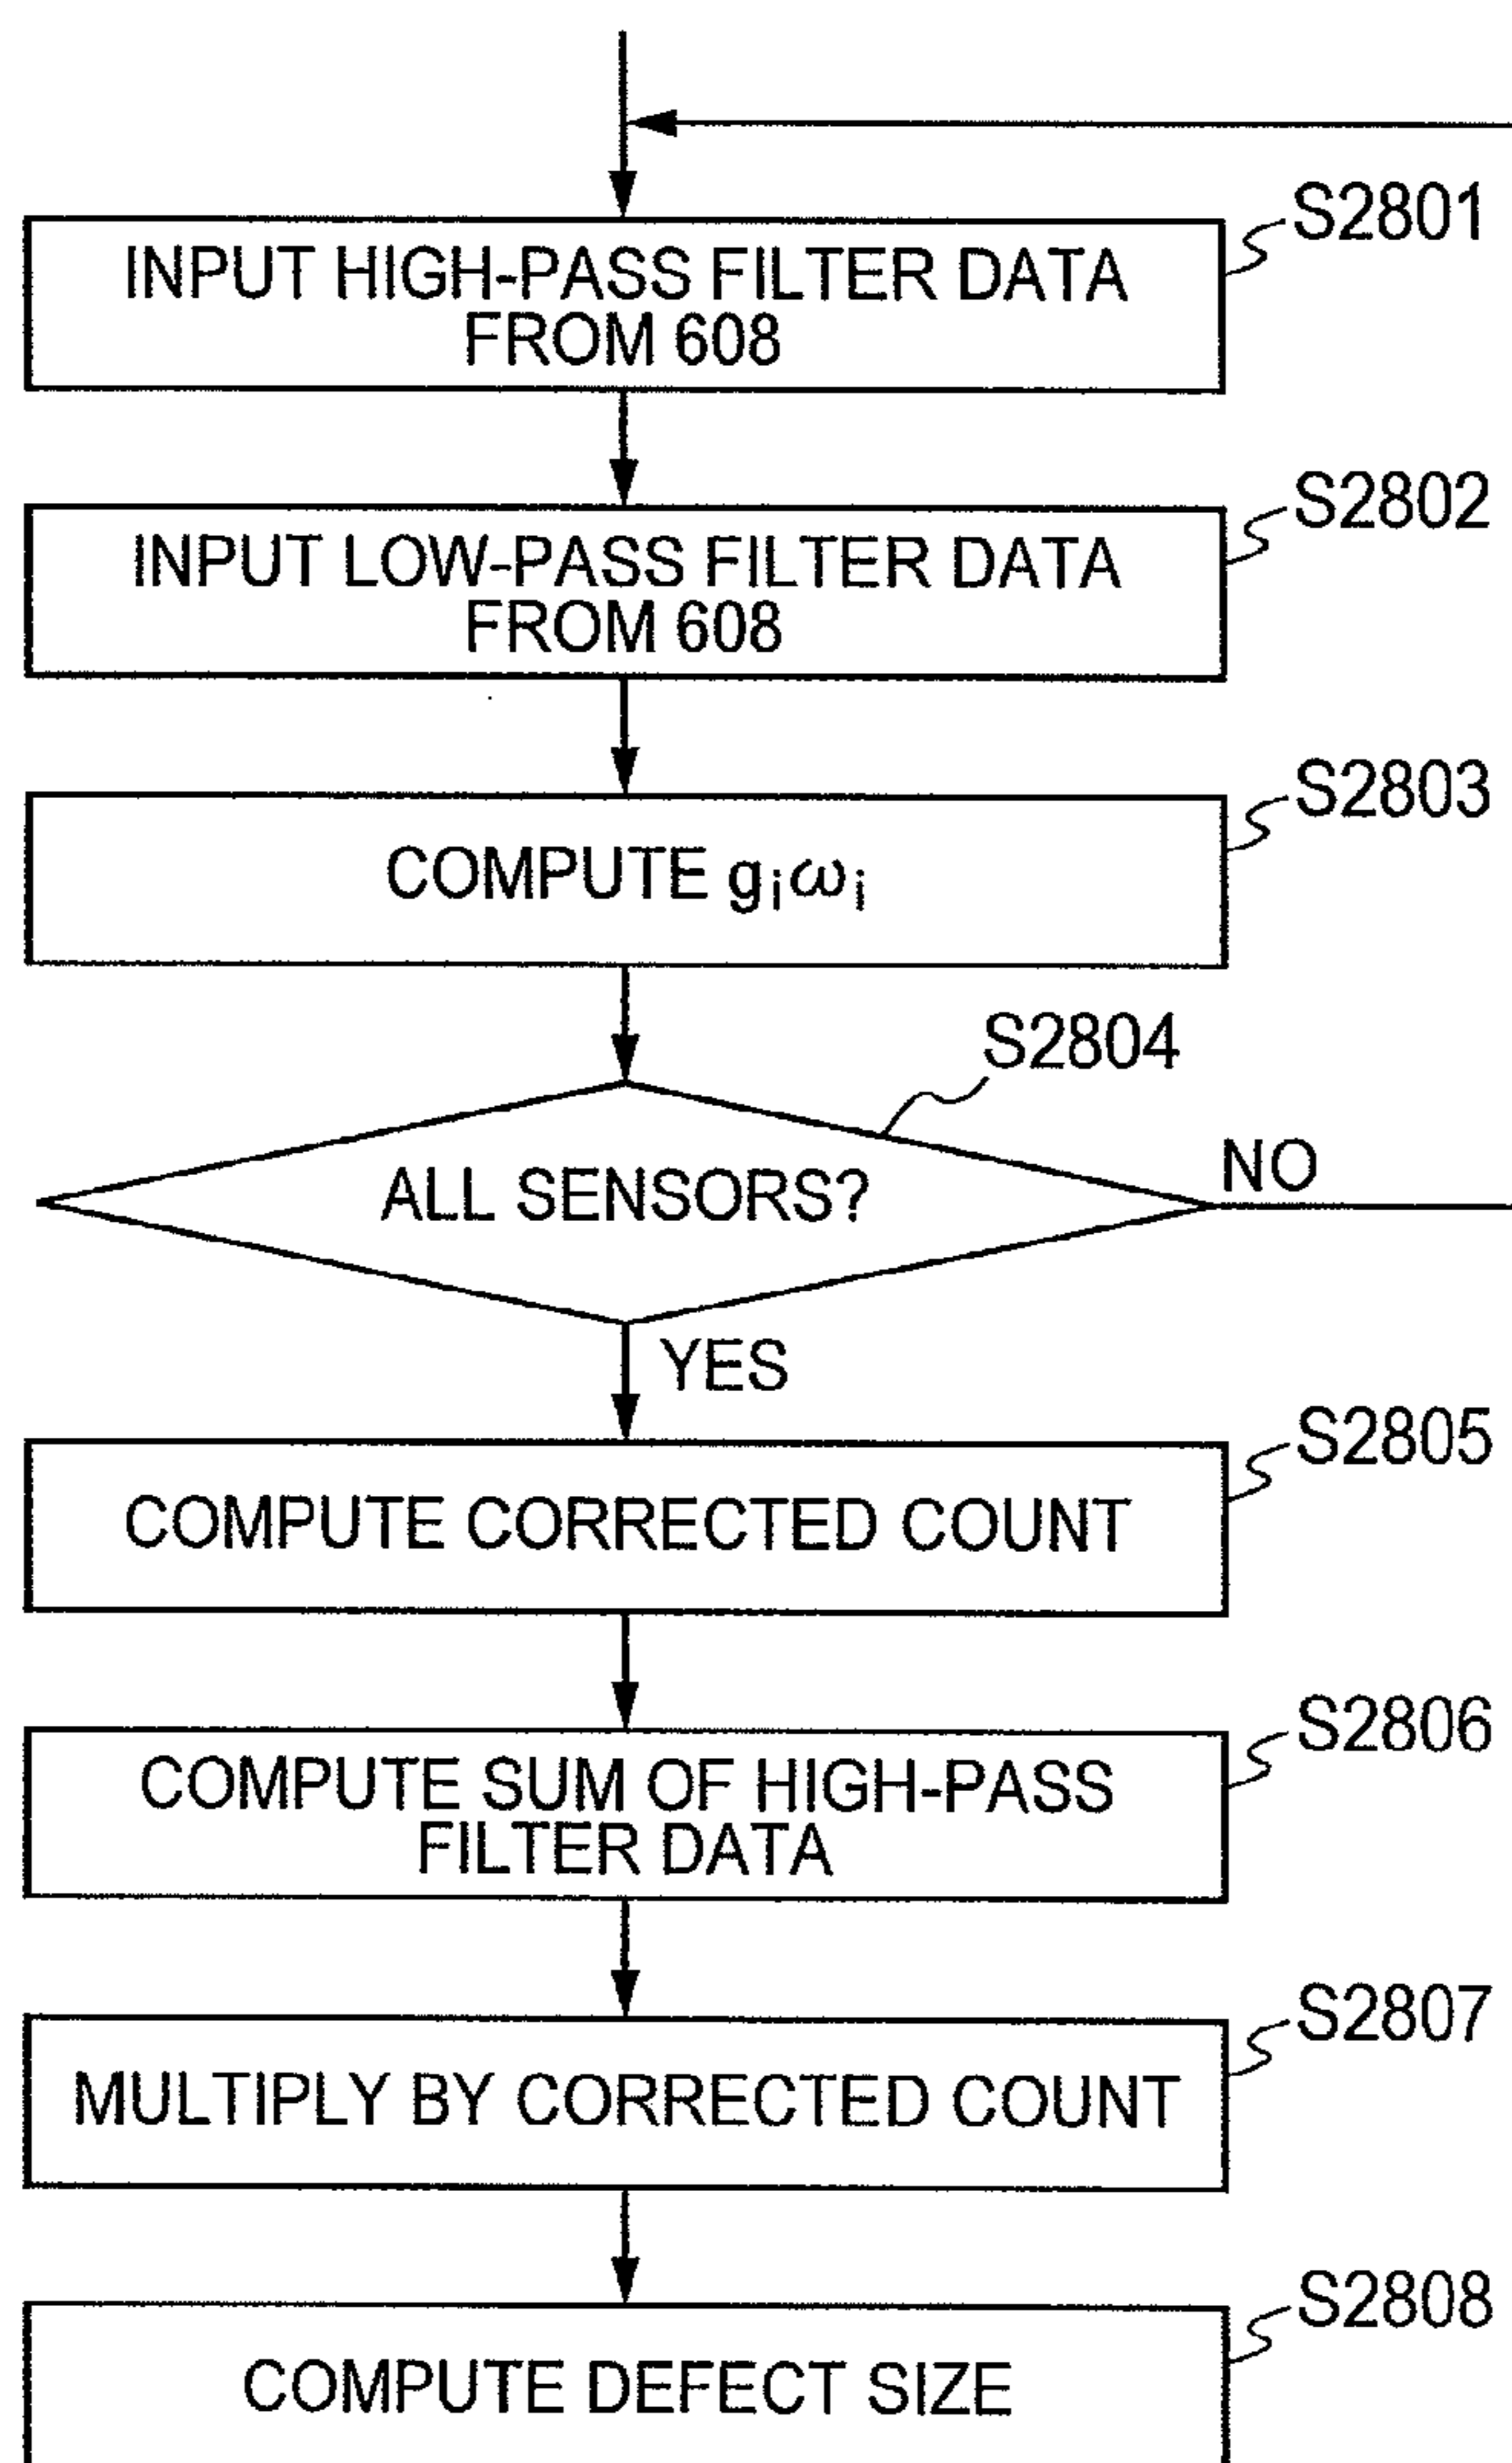 S2801
INPUT HIGH-PASS FILTER DATA
FROM 608
S2802
INPUT LOW-PASS FILTER DATA
FROM 608
S2803
COMPUTE gᵢωᵢ
S2804
ALL SENSORS?
NO
YES
S2805
COMPUTE CORRECTED COUNT
S2806
COMPUTE SUM OF HIGH-PASS
FILTER DATA
S2807
MULTIPLY BY CORRECTED COUNT
S2808
COMPUTE DEFECT SIZE